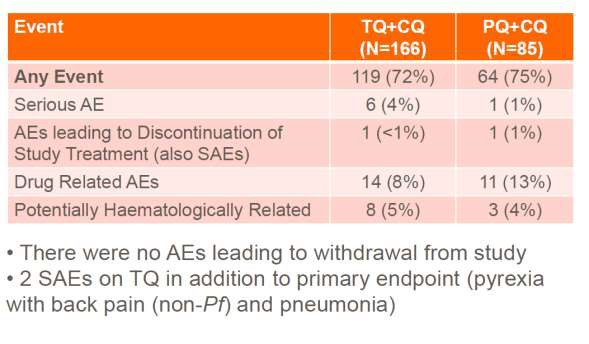 Event TQ+CQ (N=166) PQ+CQ (N=85)
Any Event 119 (72%) 64 (75%)
Serious AE 6 (4%) 1 (1%)
AEs leading to Discontinuation of Study Treatment (also SAEs) 1 (<1%) 1 (1%)
Drug Related AEs 14 (8%) 11 (13%)
Potentially Haematologically Related 8 (5%) 3 (4%)
• There were no AEs leading to withdrawal from study
• 2 SAEs on TQ in addition to primary endpoint (pyrexia
with back pain (non-Pf) and pneumonia)